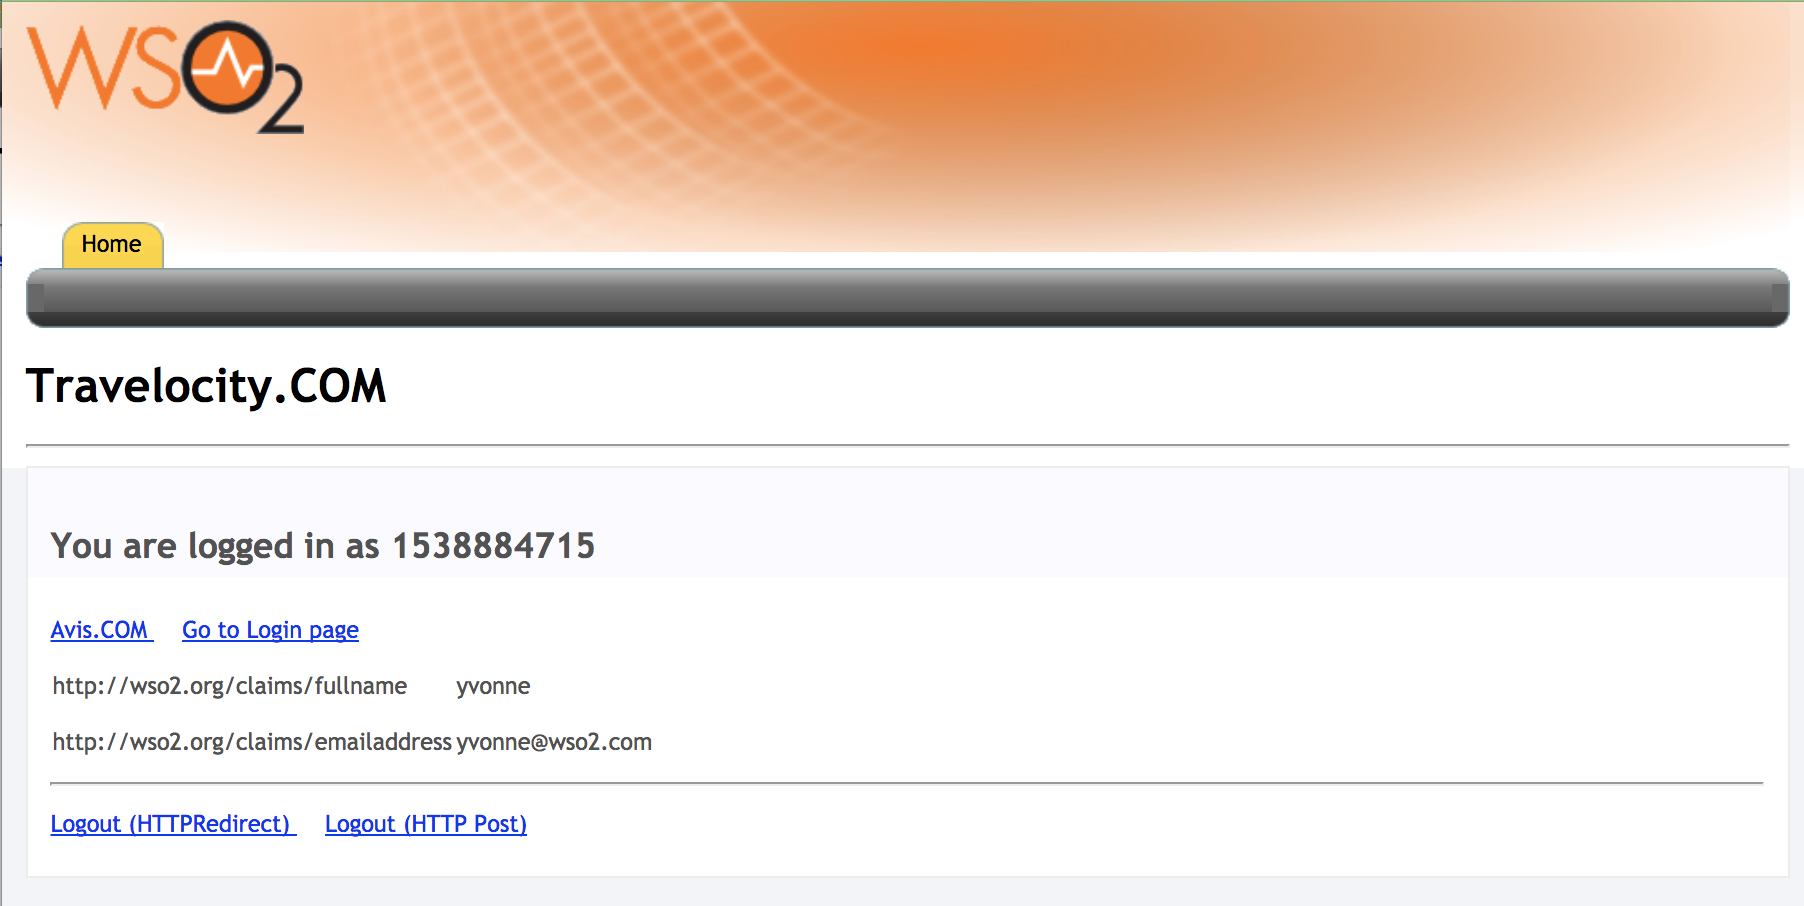 WSO2
Home
Travelocity.COM
You are logged in as 1538884715
Avis.COM Go to Login page
http://wso2.org/claims/fullname yvonne
http://wso2.org/claims/emailaddress yvonne@wso2.com
Logout (HTTPRedirect) Logout (HTTP Post)